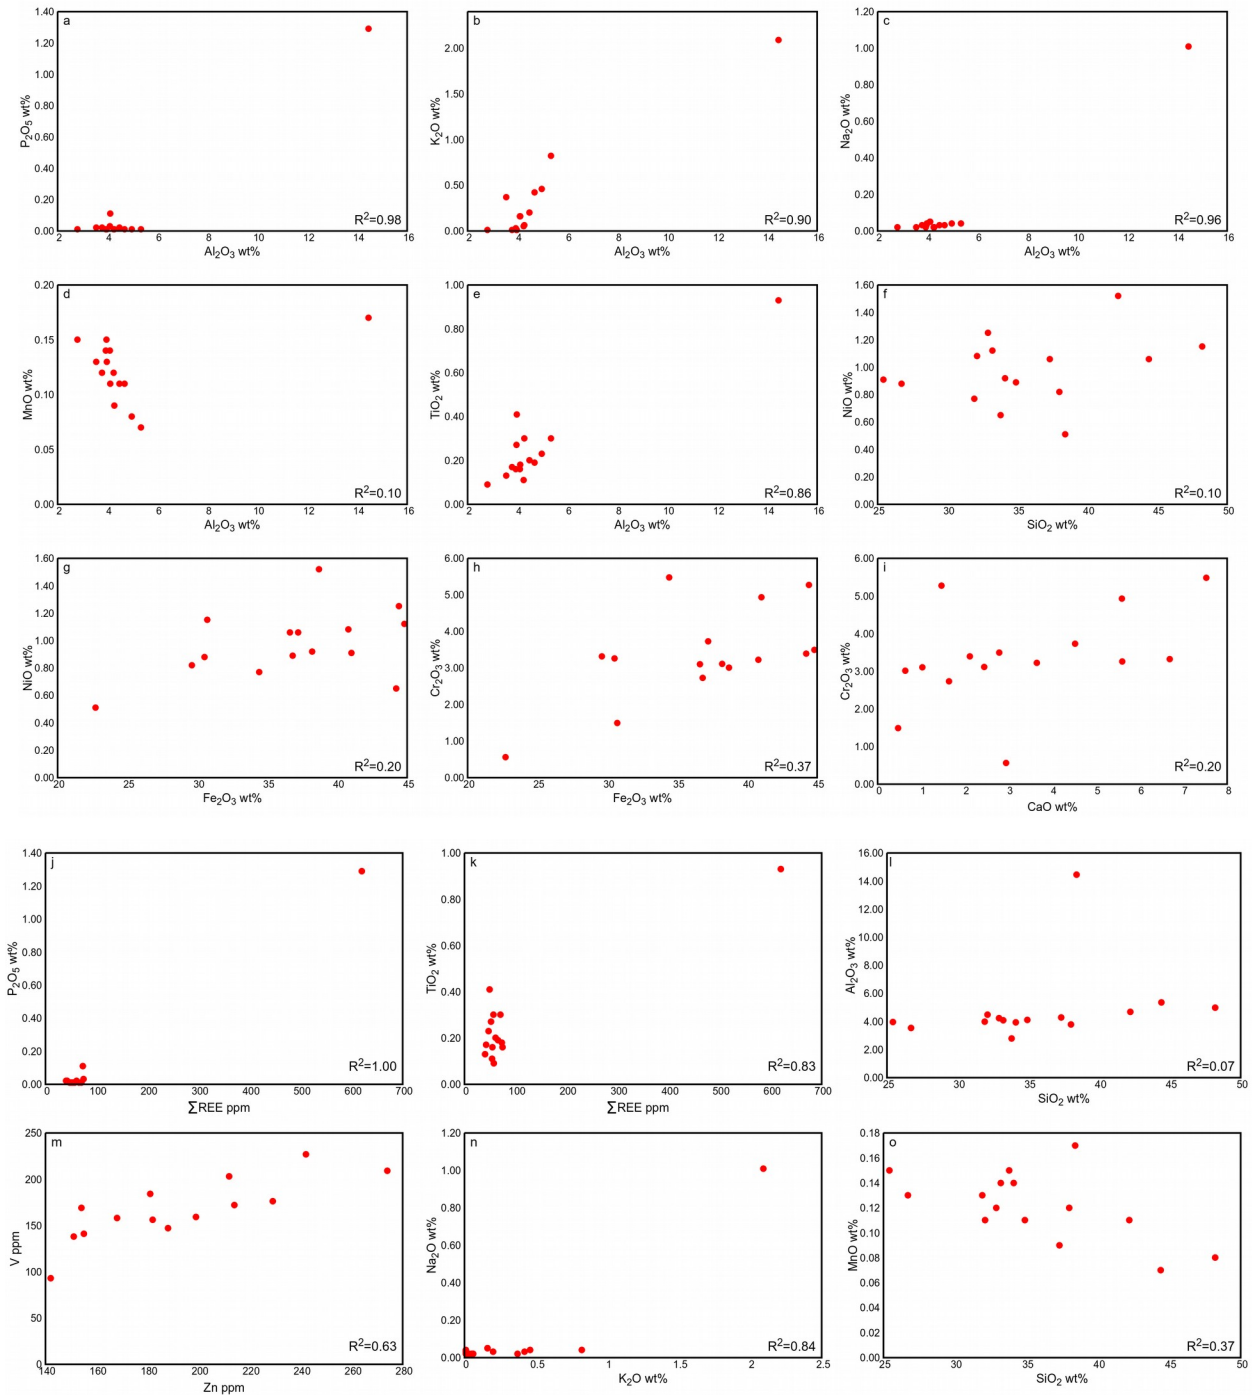 a
1.40
1.20
1.00
0.80
0.60
0.40
0.20
0.00
P₂O₅ wt%
R²=0.98
2 4 6 8 10 12 14 16
Al₂O₃ wt%
b
2.00
1.50
1.00
0.50
0.00
K₂O wt%
R²=0.90
2 4 6 8 10 12 14 16
Al₂O₃ wt%
c
1.20
1.00
0.80
0.60
0.40
0.20
0.00
Na₂O wt%
R²=0.96
2 4 6 8 10 12 14 16
Al₂O₃ wt%
d
0.20
0.15
0.10
0.05
0.00
MnO wt%
R²=0.10
2 4 6 8 10 12 14 16
Al₂O₃ wt%
e
1.00
0.80
0.60
0.40
0.20
0.00
TiO₂ wt%
R²=0.86
2 4 6 8 10 12 14 16
Al₂O₃ wt%
f
1.60
1.40
1.20
1.00
0.80
0.60
0.40
0.20
0.00
NiO wt%
R²=0.10
25 30 35 40 45 50
SiO₂ wt%
g
1.60
1.40
1.20
1.00
0.80
0.60
0.40
0.20
0.00
NiO wt%
R²=0.20
20 25 30 35 40 45
Fe₂O₃ wt%
h
6.00
5.00
4.00
3.00
2.00
1.00
0.00
Cr₂O₃ wt%
R²=0.37
20 25 30 35 40 45
Fe₂O₃ wt%
i
6.00
5.00
4.00
3.00
2.00
1.00
0.00
Cr₂O₃ wt%
R²=0.20
0 1 2 3 4 5 6 7 8
CaO wt%
j
1.40
1.20
1.00
0.80
0.60
0.40
0.20
0.00
P₂O₅ wt%
R²=1.00
0 100 200 300 400 500 600 700
∑REE ppm
k
1.00
0.80
0.60
0.40
0.20
0.00
TiO₂ wt%
R²=0.83
0 100 200 300 400 500 600 700
∑REE ppm
l
16.00
14.00
12.00
10.00
8.00
6.00
4.00
2.00
0.00
Al₂O₃ wt%
R²=0.07
25 30 35 40 45 50
SiO₂ wt%
m
250
200
150
100
50
0
V ppm
R²=0.63
140 160 180 200 220 240 260 280
Zn ppm
n
1.20
1.00
0.80
0.60
0.40
0.20
0.00
Na₂O wt%
R²=0.84
0 0.5 1 1.5 2 2.5
K₂O wt%
o
0.18
0.16
0.14
0.12
0.10
0.08
0.06
0.04
0.02
0.00
MnO wt%
R²=0.37
25 30 35 40 45 50
SiO₂ wt%